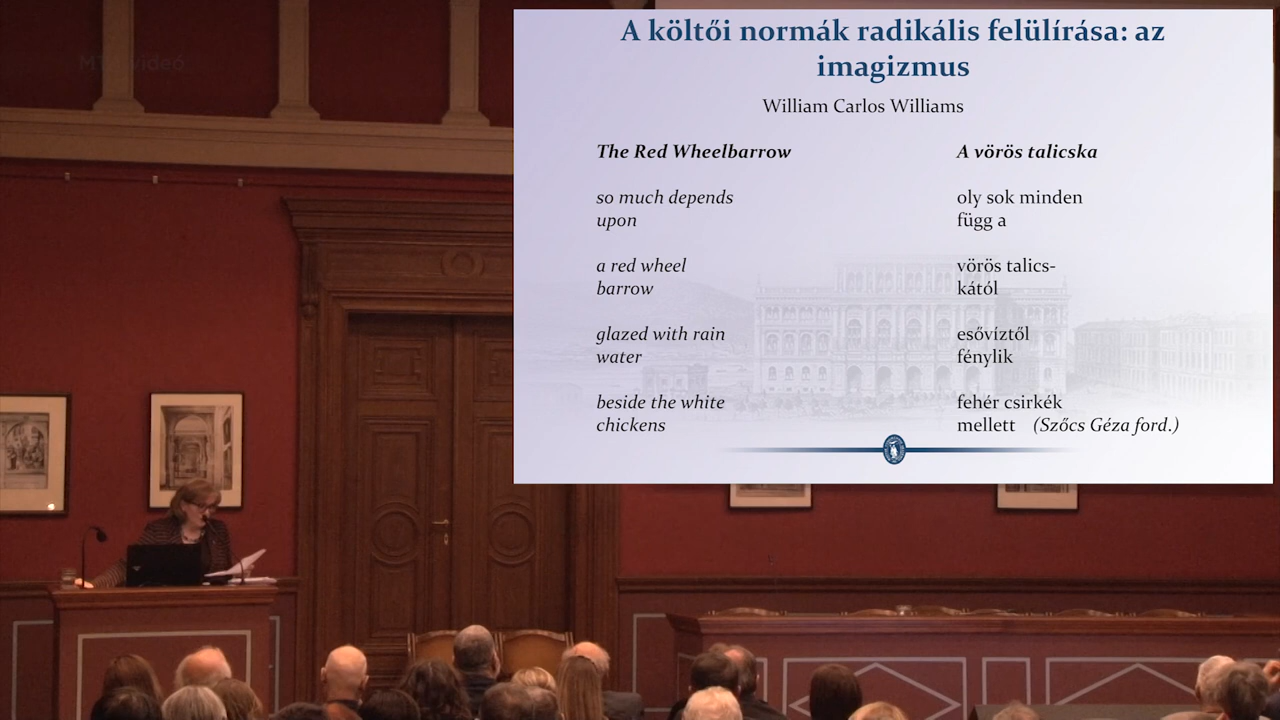 A költői normák radikális felülírása: az
imagizmus
William Carlos Williams
The Red Wheelbarrow
so much depends
upon
a red wheel
barrow
glazed with rain
water
beside the white
chickens
A vörös talicska
oly sok minden
függ a
vörös talics-
kától
esővíztől
fénylik
fehér csirkék
mellett (Szőcs Géza ford.)